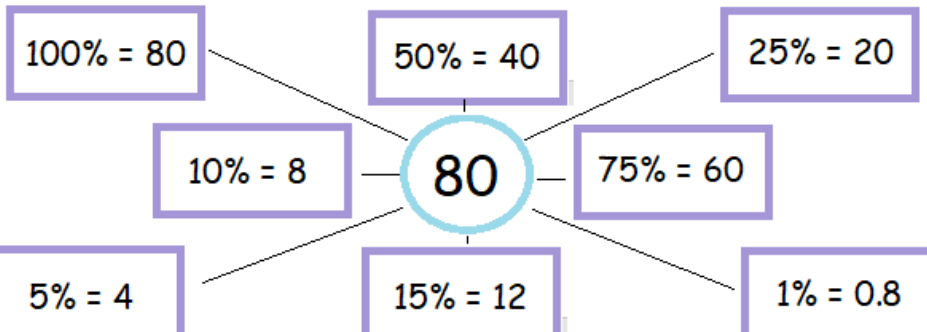 100% = 80
50% = 40
25% = 20
10% = 8
80
75% = 60
5% = 4
15% = 12
1% = 0.8